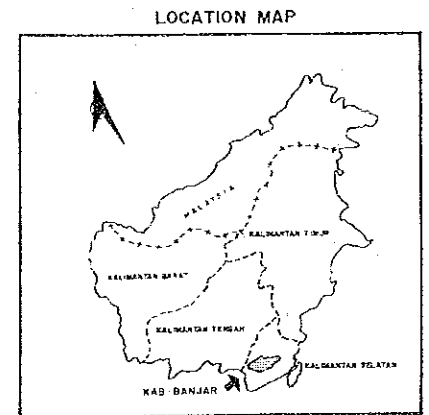 LOCATION MAP
MALAYSIA
KALIMANTAN TIMUR
KALIMANTAN BARAT
KALIMANTAN TENGAH
KALIMANTAN SELATAN
KAB. BANJAR